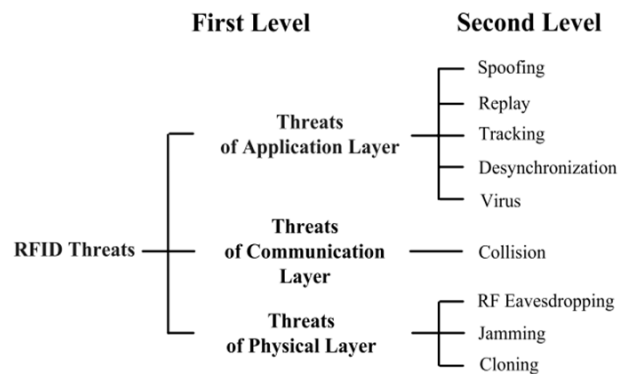 First Level
Second Level
RFID Threats
Threats
of Application Layer
Spoofing
Replay
Tracking
Desynchronization
Virus
Threats
of Communication
Layer
Collision
Threats
of Physical Layer
RF Eavesdropping
Jamming
Cloning